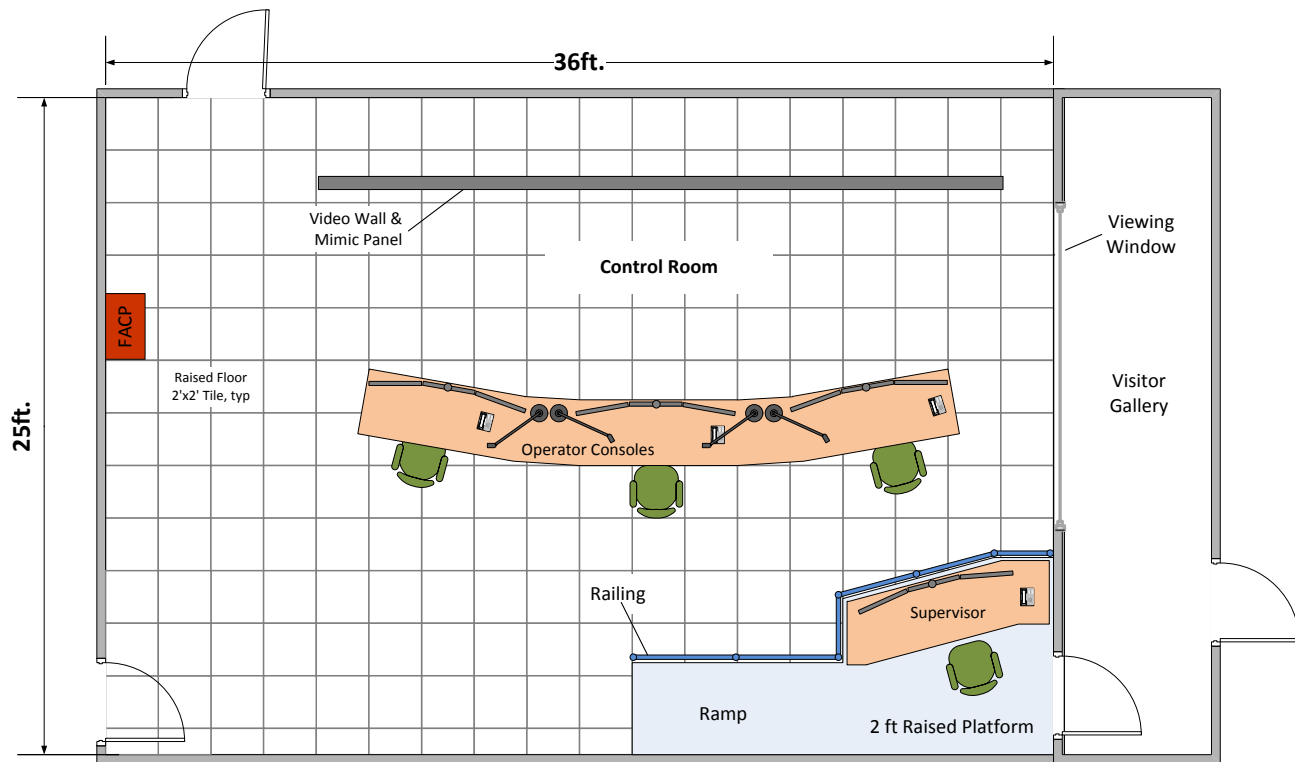 36ft.
Video Wall &
Mimic Panel
Viewing
Window
Control Room
FACP
Raised Floor
2'x2' Tile, typ
Visitor
Gallery
25ft.
Operator Consoles
Railing
Supervisor
Ramp
2 ft Raised Platform